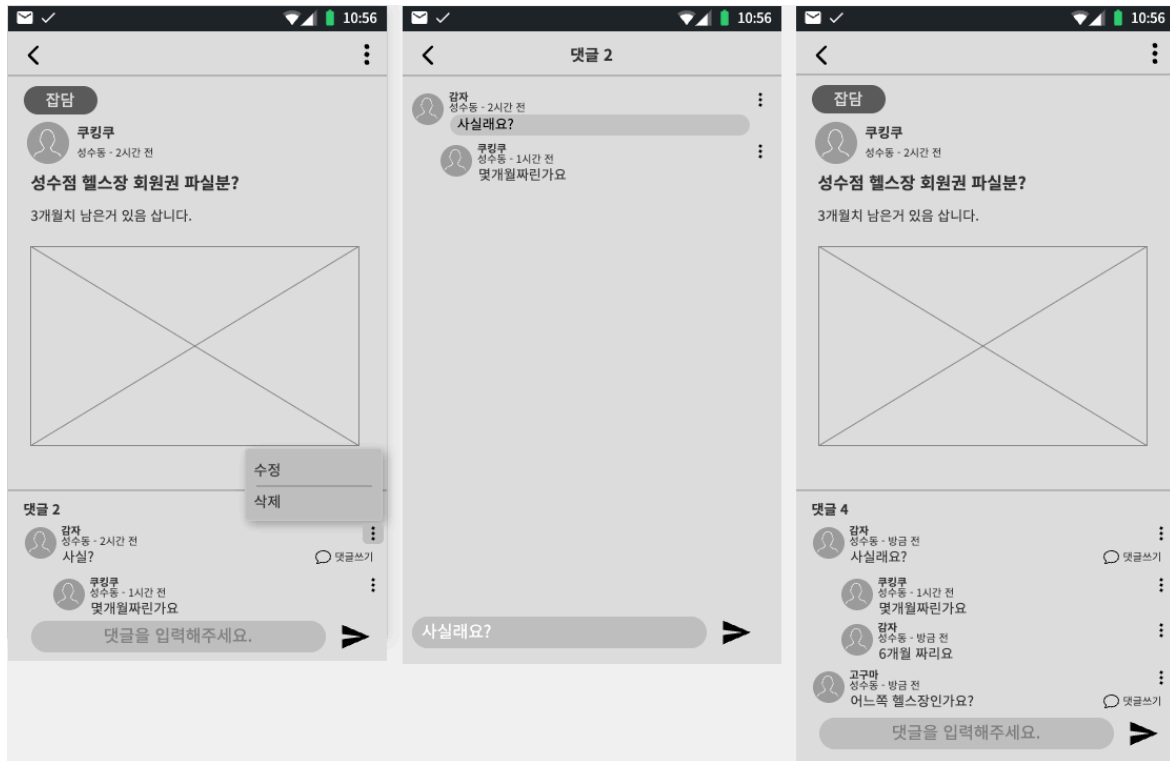 10:56
잡담
쿠킹쿠
성수동 - 2시간 전
성수점 헬스장 회원권 파실분?
3개월치 남은거 있음 삽니다.
수정
삭제
댓글 2
감자
성수동 - 2시간 전
사실?
댓글쓰기
쿠킹쿠
성수동 - 1시간 전
몇개월짜린가요
댓글을 입력해주세요.
10:56
댓글 2
감자
성수동 - 2시간 전
사실래요?
쿠킹쿠
성수동 - 1시간 전
몇개월짜린가요
사실래요?
10:56
잡담
쿠킹쿠
성수동 - 2시간 전
성수점 헬스장 회원권 파실분?
3개월치 남은거 있음 삽니다.
댓글 4
감자
성수동 - 방금 전
사실래요?
댓글쓰기
쿠킹쿠
성수동 - 1시간 전
몇개월짜린가요
감자
성수동 - 방금 전
6개월 짜리요
고구마
성수동 - 방금 전
어느쪽 헬스장인가요?
댓글쓰기
댓글을 입력해주세요.